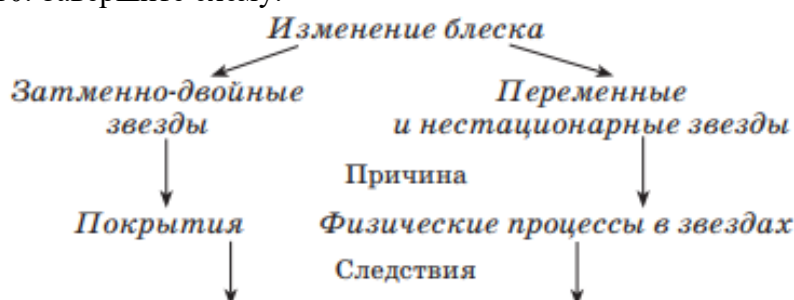 Изменение блеска
Затменно-двойные Переменные
звезды и нестационарные звезды
Причина
Покрытия Физические процессы в звездах
Следствия